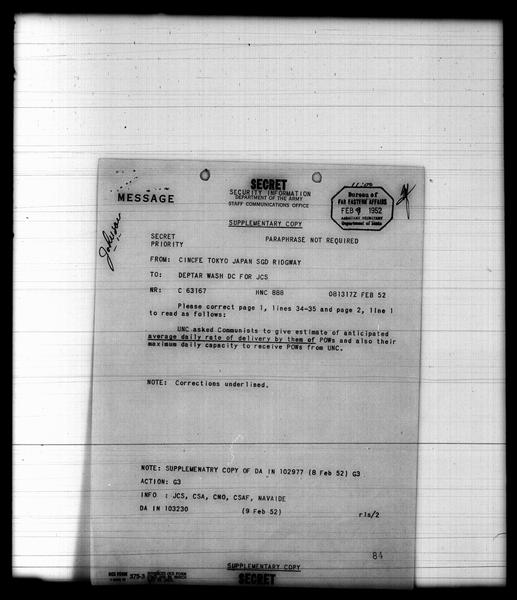 SECRET
SECURITY INFORMATION
DEPARTMENT OF THE ARMY
STAFF COMMUNICATIONS OFFICE
MESSAGE
11:00
Bureau of
FAR EASTERN AFFAIRS
FEB 9 1952
ASSISTANT SECRETARY
Department of State
SUPPLEMENTARY COPY
SECRET PARAPHRASE NOT REQUIRED
PRIORITY
FROM: CINCFE TOKYO JAPAN SGD RIDGWAY
TO: DEPTAR WASH DC FOR JCS
NR: C 63167 HNC 888 081317Z FEB 52
Please correct page 1, lines 34-35 and page 2, line 1
to read as follows:
UNC asked Communists to give estimate of anticipated
average daily rate of delivery by them of POWs and also their
maximum daily capacity to receive POWs from UNC.
NOTE: Corrections underlined.
NOTE: SUPPLEMENATRY COPY OF DA IN 102977 (8 Feb 52) G3
ACTION: G3
INFO : JCS, CSA, CNO, CSAF, NAVAIDE
DA IN 103230 (9 Feb 52) rls/2
84
SUPPLEMENTARY COPY
SECRET
375-3